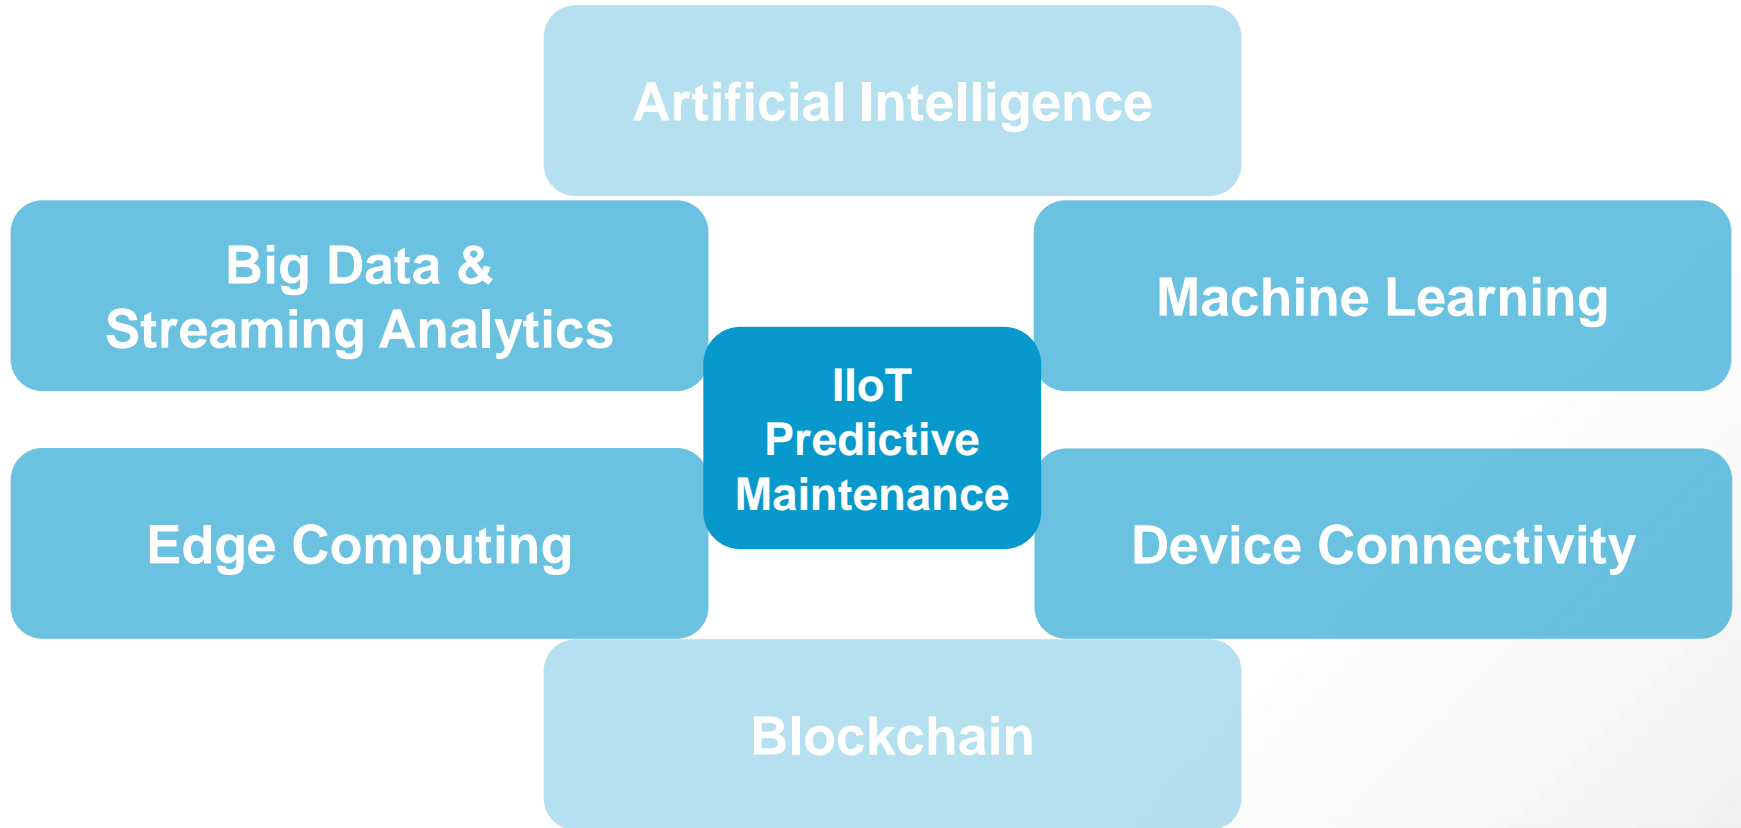 Artificial Intelligence
Big Data &
Streaming Analytics
Machine Learning
IIoT
Predictive
Maintenance
Edge Computing
Device Connectivity
Blockchain